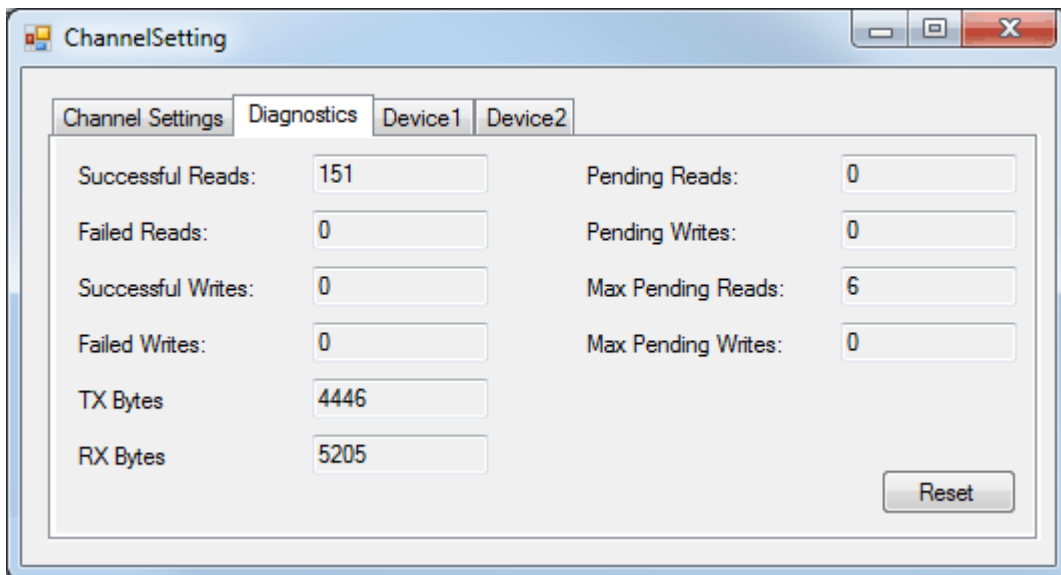 ChannelSetting
Channel Settings Diagnostics Device1 Device2
Successful Reads: 151 Pending Reads: 0
Failed Reads: 0 Pending Writes: 0
Successful Writes: 0 Max Pending Reads: 6
Failed Writes: 0 Max Pending Writes: 0
TX Bytes 4446
RX Bytes 5205
Reset